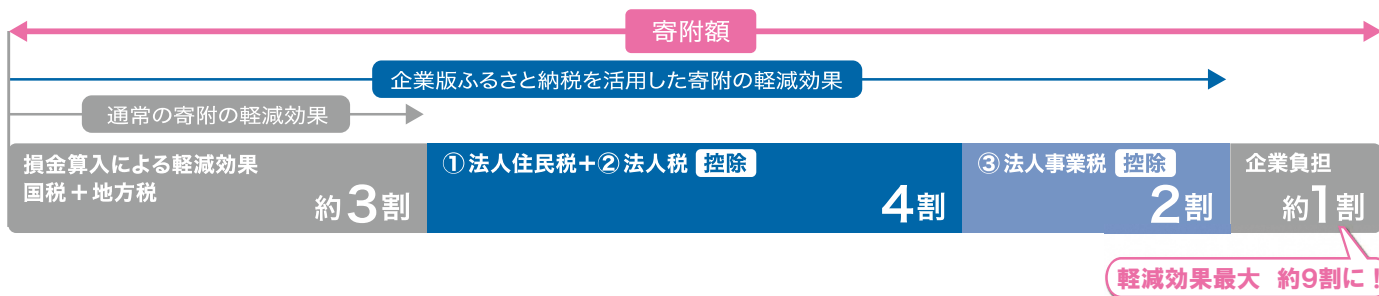 寄附額
企業版ふるさと納税を活用した寄附の軽減効果
通常の寄附の軽減効果
損金算入による軽減効果
国税+地方税
約3割
①法人住民税+②法人税 控除
4割
③法人事業税 控除
2割
企業負担
約1割
軽減効果最大 約9割に!